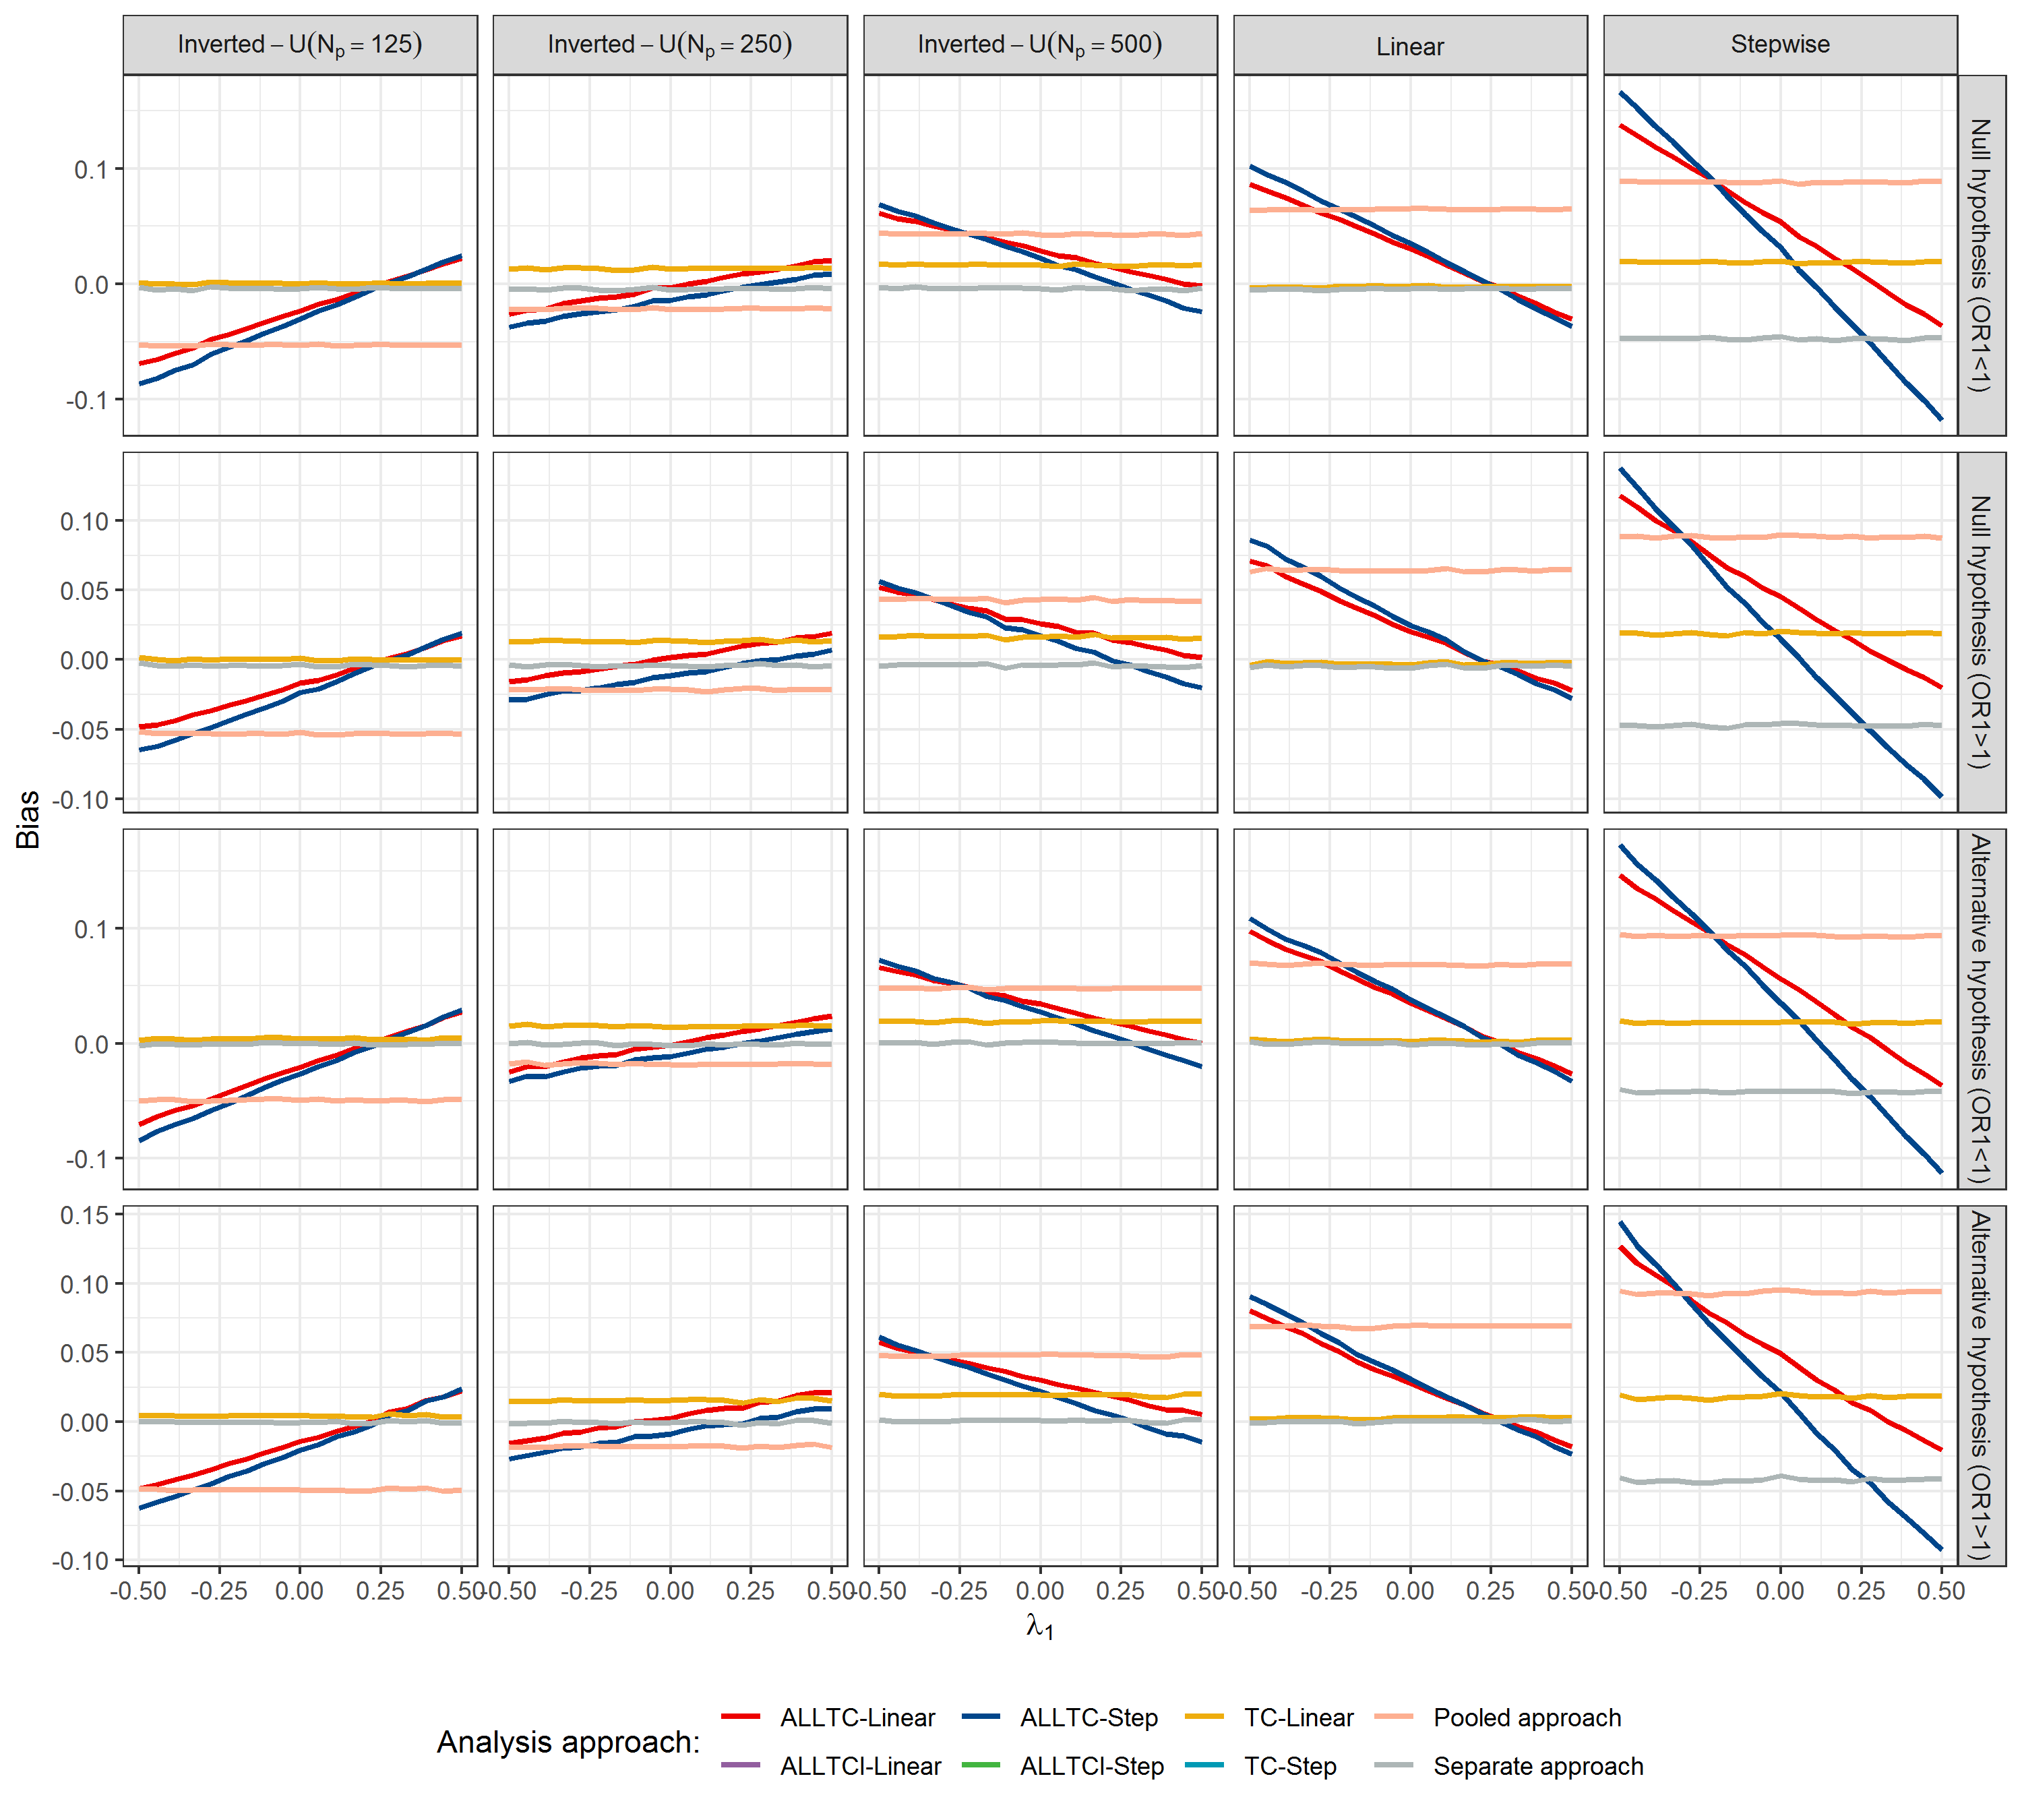 Inverted – U(Np = 125) Inverted – U(Np = 250) Inverted – U(Np = 500) Linear Stepwise
0.1
0.0
-0.1
Null hypothesis (OR1<1)
0.10
0.05
0.00
-0.05
-0.10
Null hypothesis (OR1>1)
0.1
0.0
-0.1
Alternative hypothesis (OR1<1)
0.15
0.10
0.05
0.00
-0.05
-0.10
Alternative hypothesis (OR1>1)
Bias
-0.50 -0.25 0.00 0.25 0.50 -0.50 -0.25 0.00 0.25 0.50 -0.50 -0.25 0.00 0.25 0.50 -0.50 -0.25 0.00 0.25 0.50 -0.50 -0.25 0.00 0.25 0.50
λ1
Analysis approach:
ALLTC-Linear ALLTC-Step TC-Linear Pooled approach
ALLTCI-Linear ALLTCI-Step TC-Step Separate approach